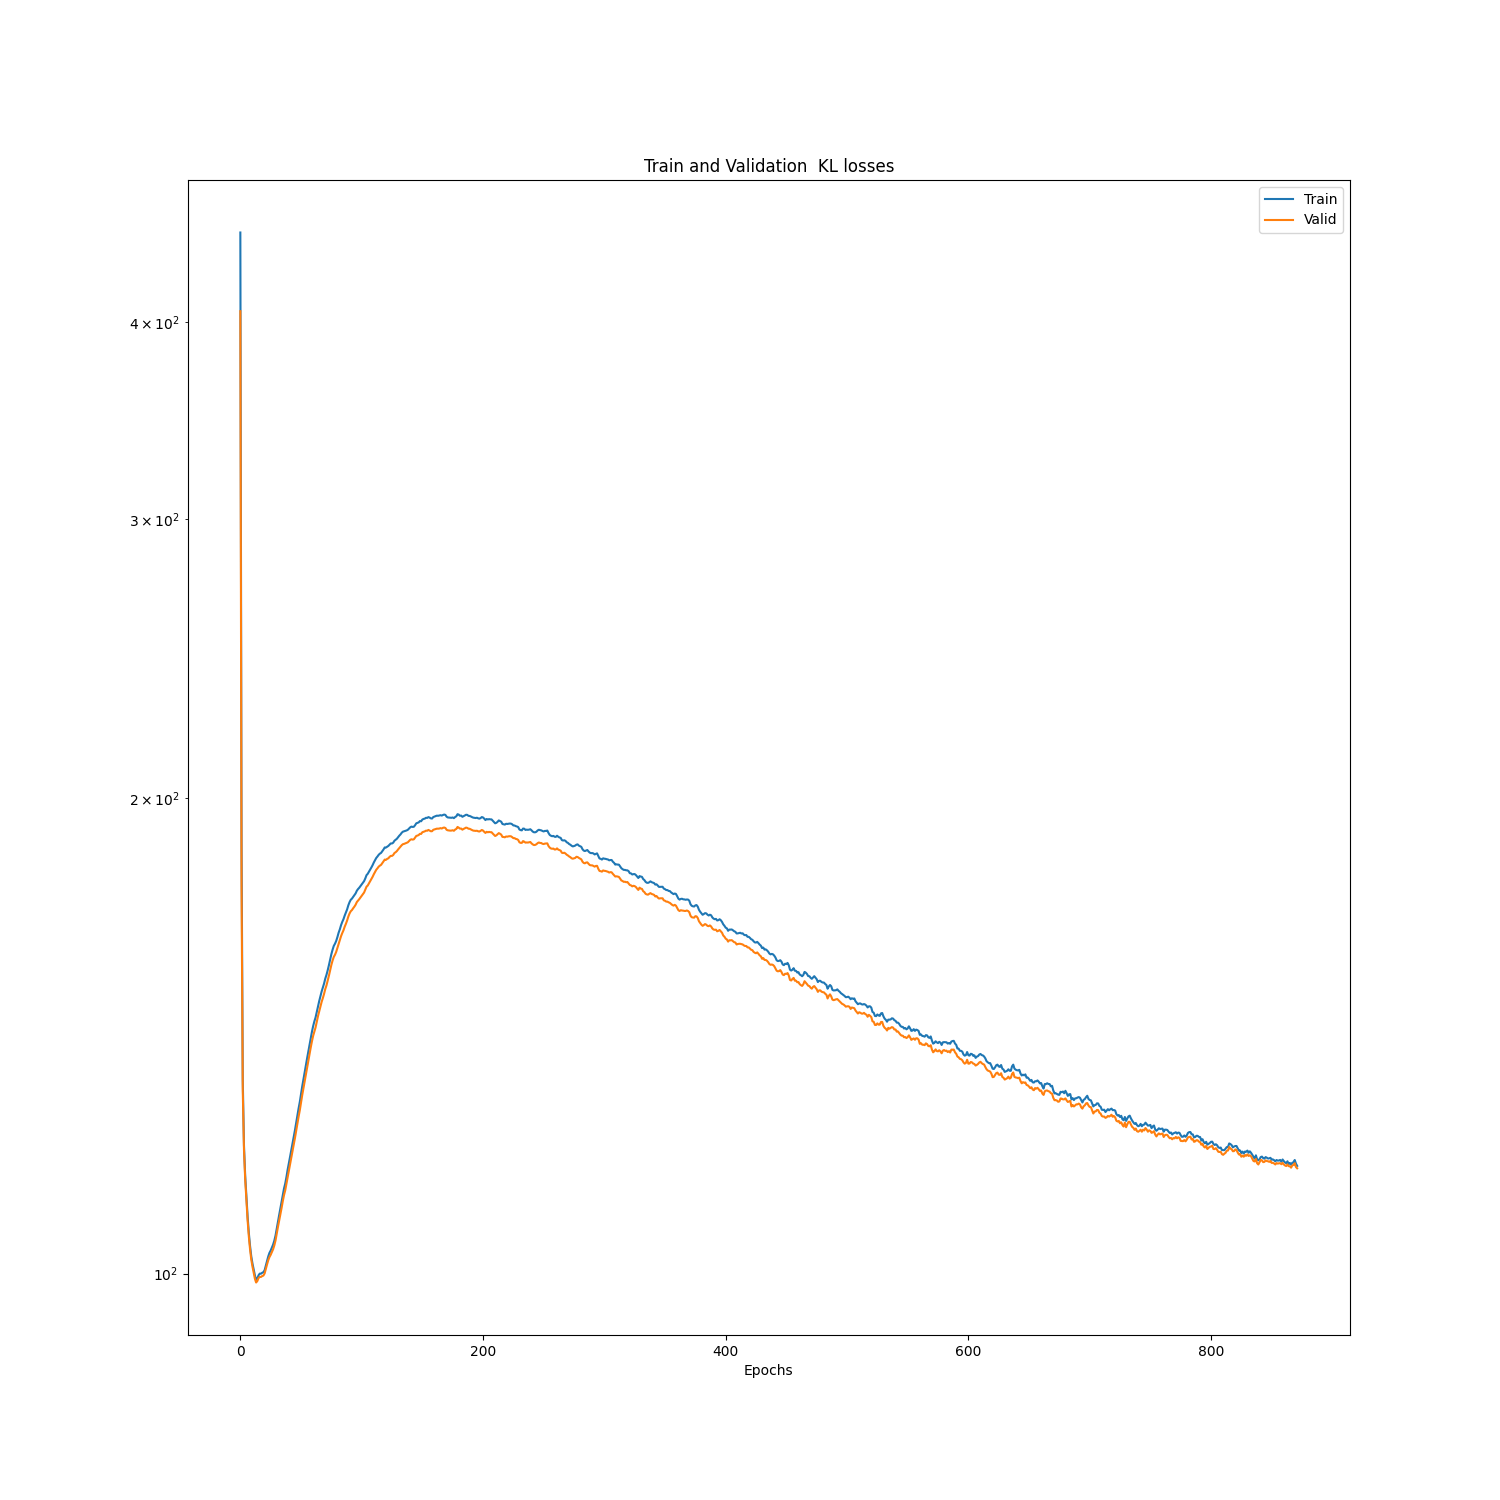 Train and Validation  KL losses
Train
Valid
4 × 10²
3 × 10²
2 × 10²
10²
0 200 400 600 800
Epochs